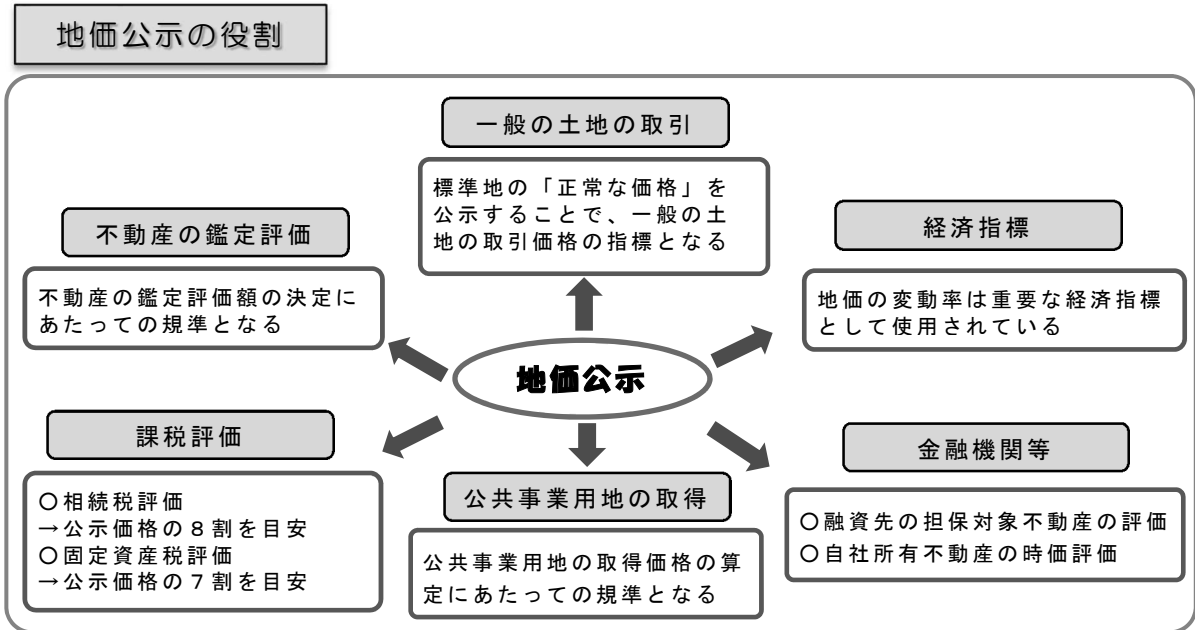 地価公示の役割
一般の土地の取引
標準地の「正常な価格」を
公示することで、一般の土
地の取引価格の指標となる
不動産の鑑定評価
不動産の鑑定評価額の決定に
あたっての規準となる
経済指標
地価の変動率は重要な経済指標
として使用されている
地価公示
課税評価
〇相続税評価
→公示価格の８割を目安
〇固定資産税評価
→公示価格の７割を目安
公共事業用地の取得
公共事業用地の取得価格の算
定にあたっての規準となる
金融機関等
〇融資先の担保対象不動産の評価
〇自社所有不動産の時価評価